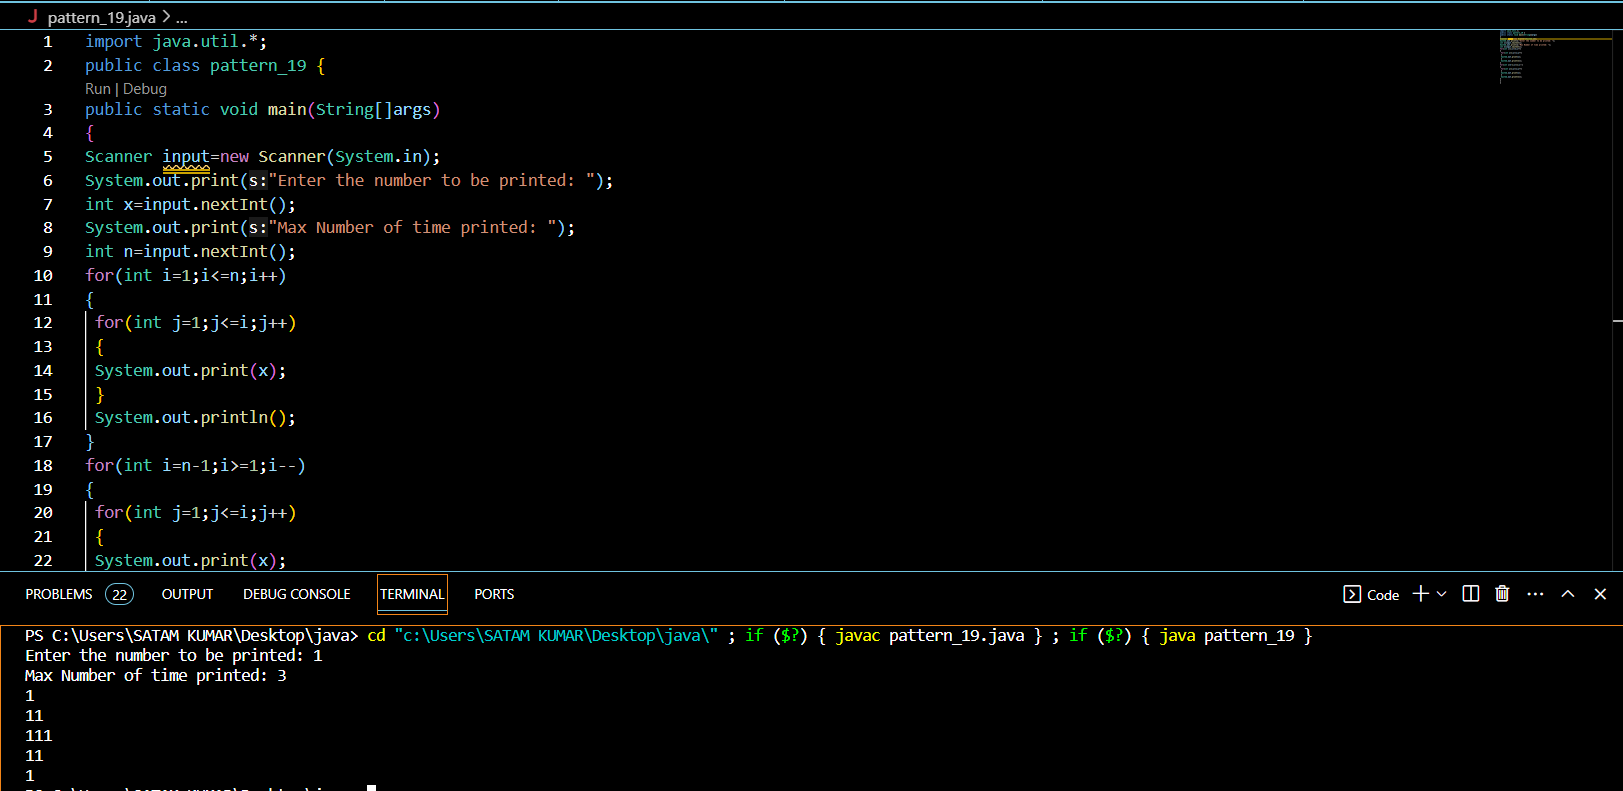 J pattern_19.java > ...
1 import java.util.*;
2 public class pattern_19 {
Run | Debug
3 public static void main(String[]args)
4 {
5 Scanner input=new Scanner(System.in);
6 System.out.print(s:"Enter the number to be printed: ");
7 int x=input.nextInt();
8 System.out.print(s:"Max Number of time printed: ");
9 int n=input.nextInt();
10 for(int i=1;i<=n;i++)
11 {
12 for(int j=1;j<=i;j++)
13 {
14 System.out.print(x);
15 }
16 System.out.println();
17 }
18 for(int i=n-1;i>=1;i--)
19 {
20 for(int j=1;j<=i;j++)
21 {
22 System.out.print(x);
PROBLEMS 22 OUTPUT DEBUG CONSOLE TERMINAL PORTS Code
PS C:\Users\SATAM KUMAR\Desktop\java> cd "c:\Users\SATAM KUMAR\Desktop\java\" ; if ($?) { javac pattern_19.java } ; if ($?) { java pattern_19 }
Enter the number to be printed: 1
Max Number of time printed: 3
1
11
111
11
1